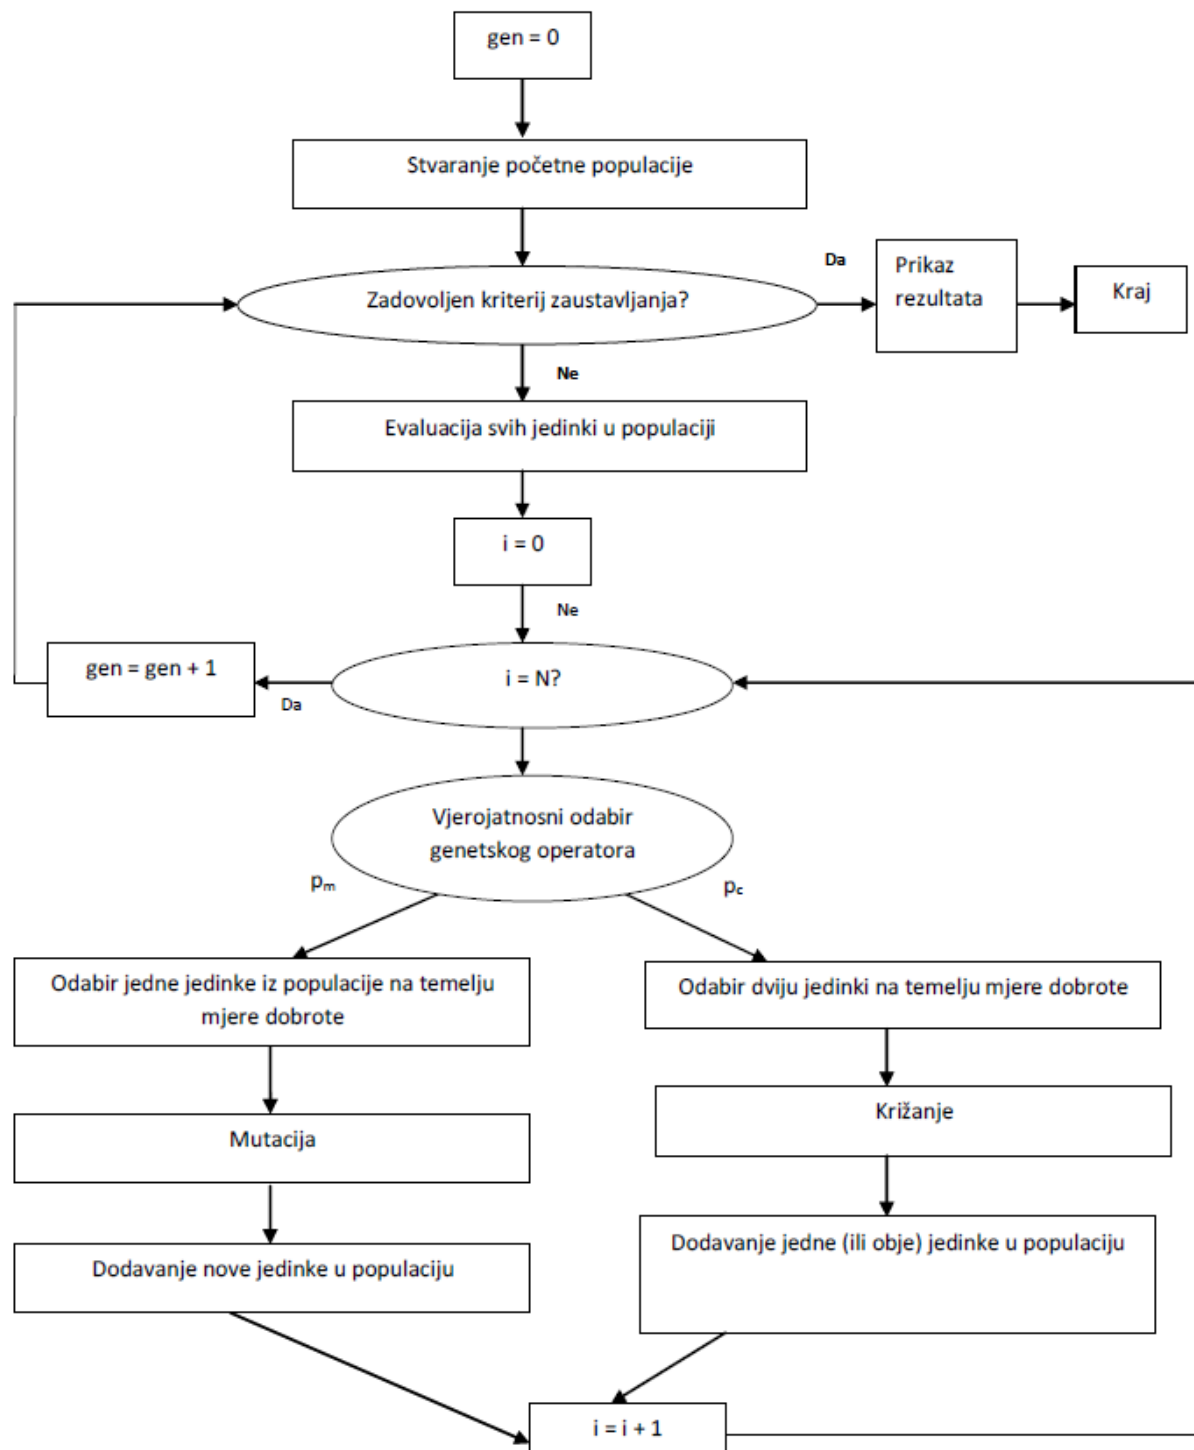 gen = 0
Stvaranje početne populacije
Da
Zadovoljen kriterij zaustavljanja?
Prikaz
rezultata
Kraj
Ne
Evaluacija svih jedinki u populaciji
i = 0
Ne
gen = gen + 1
i = N?
Da
Vjerojatnosni odabir
genetskog operatora
pₘ
p꜀
Odabir jedne jedinke iz populacije na temelju
mjere dobrote
Odabir dviju jedinki na temelju mjere dobrote
Mutacija
Križanje
Dodavanje nove jedinke u populaciju
Dodavanje jedne (ili obje) jedinke u populaciju
i = i + 1